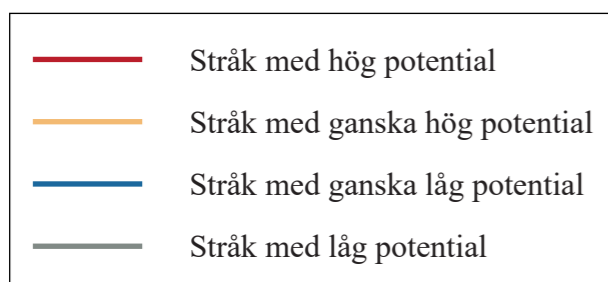 Stråk med hög potential
Stråk med ganska hög potential
Stråk med ganska låg potential
Stråk med låg potential